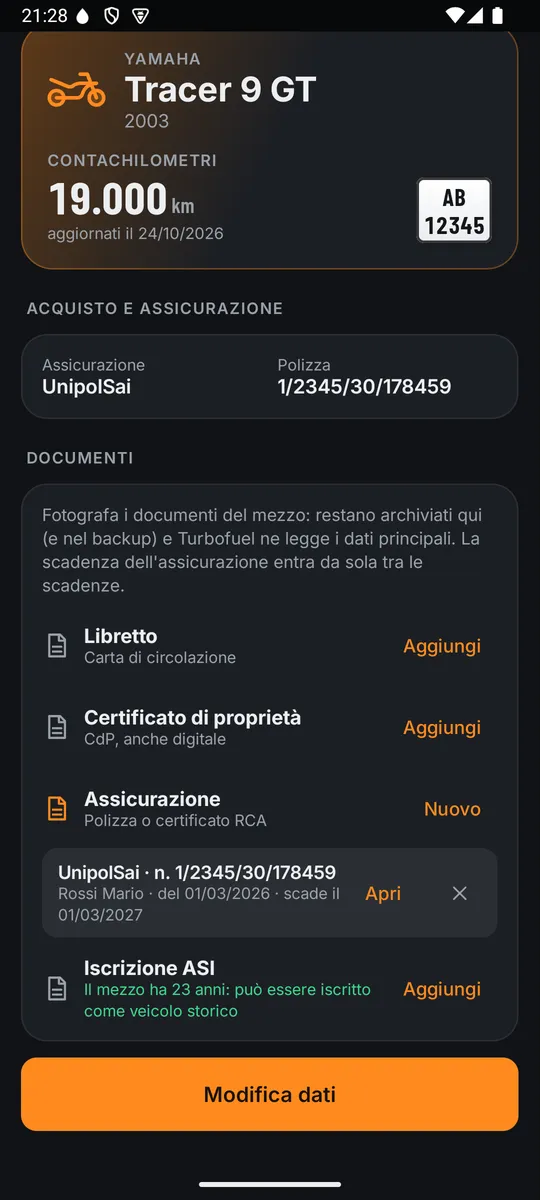 21:28
YAMAHA
Tracer 9 GT
2003
CONTACHILOMETRI
19.000 km
aggiornati il 24/10/2026
AB
12345
ACQUISTO E ASSICURAZIONE
Assicurazione
UnipolSai
Polizza
1/2345/30/178459
DOCUMENTI
Fotografa i documenti del mezzo: restano archiviati qui
(e nel backup) e Turbofuel ne legge i dati principali. La
scadenza dell'assicurazione entra da sola tra le
scadenze.
Libretto
Carta di circolazione
Aggiungi
Certificato di proprietà
CdP, anche digitale
Aggiungi
Assicurazione
Polizza o certificato RCA
Nuovo
UnipolSai · n. 1/2345/30/178459
Rossi Mario · del 01/03/2026 · scade il
01/03/2027
Apri
Iscrizione ASI
Il mezzo ha 23 anni: può essere iscritto
come veicolo storico
Aggiungi
Modifica dati